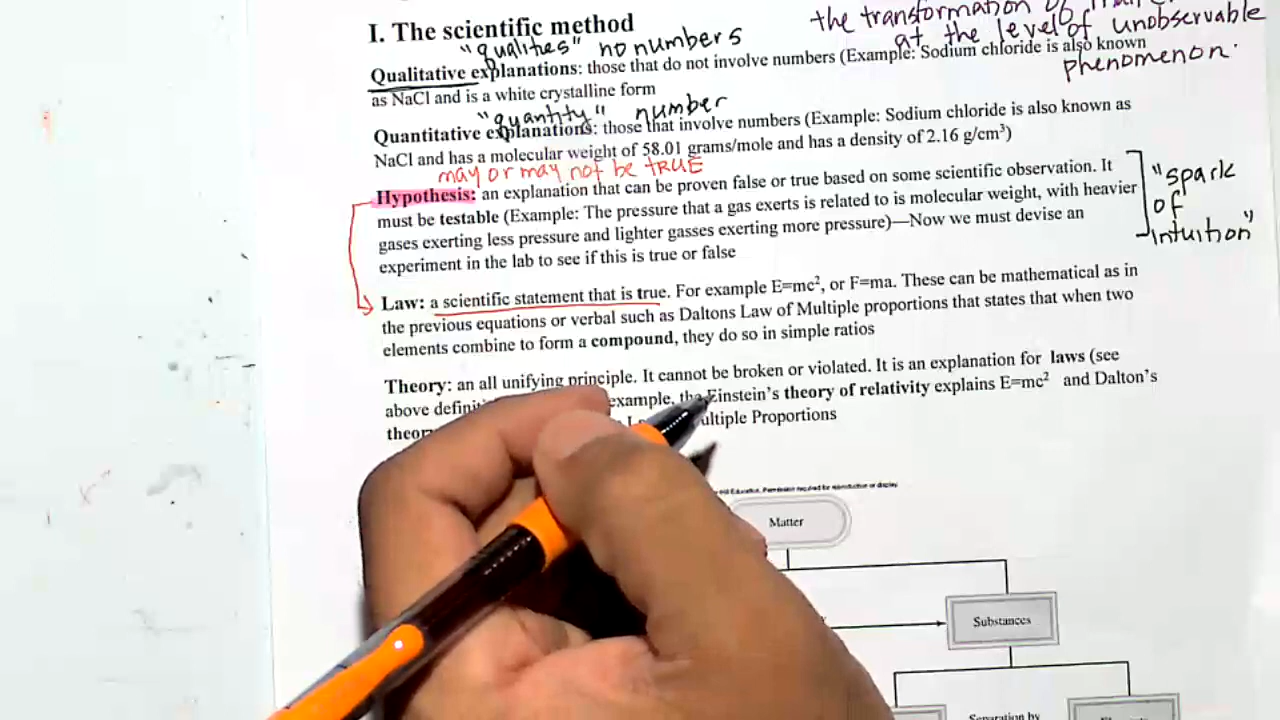 the transformation of
at the level of unobservable
phenomenon.
I. The scientific method
"qualites" no numbers
Qualitative explanations: those that do not involve numbers (Example: Sodium chloride is also known
as NaCl and is a white crystalline form
"quantity" number
Quantitative explanations: those that involve numbers (Example: Sodium chloride is also known as
NaCl and has a molecular weight of 58.01 grams/mole and has a density of 2.16 g/cm³)
may or may not be TRUE
Hypothesis: an explanation that can be proven false or true based on some scientific observation. It
must be testable (Example: The pressure that a gas exerts is related to is molecular weight, with heavier
gases exerting less pressure and lighter gasses exerting more pressure)—Now we must devise an
experiment in the lab to see if this is true or false
"spark
of
intuition"
Law: a scientific statement that is true. For example E=mc², or F=ma. These can be mathematical as in
the previous equations or verbal such as Daltons Law of Multiple proportions that states that when two
elements combine to form a compound, they do so in simple ratios
Theory: an all unifying principle. It cannot be broken or violated. It is an explanation for laws (see
above example, the Einstein's theory of relativity explains E=mc² and Dalton's
Multiple Proportions
Permission required for reproduction or display
Matter
Substances
Separation by